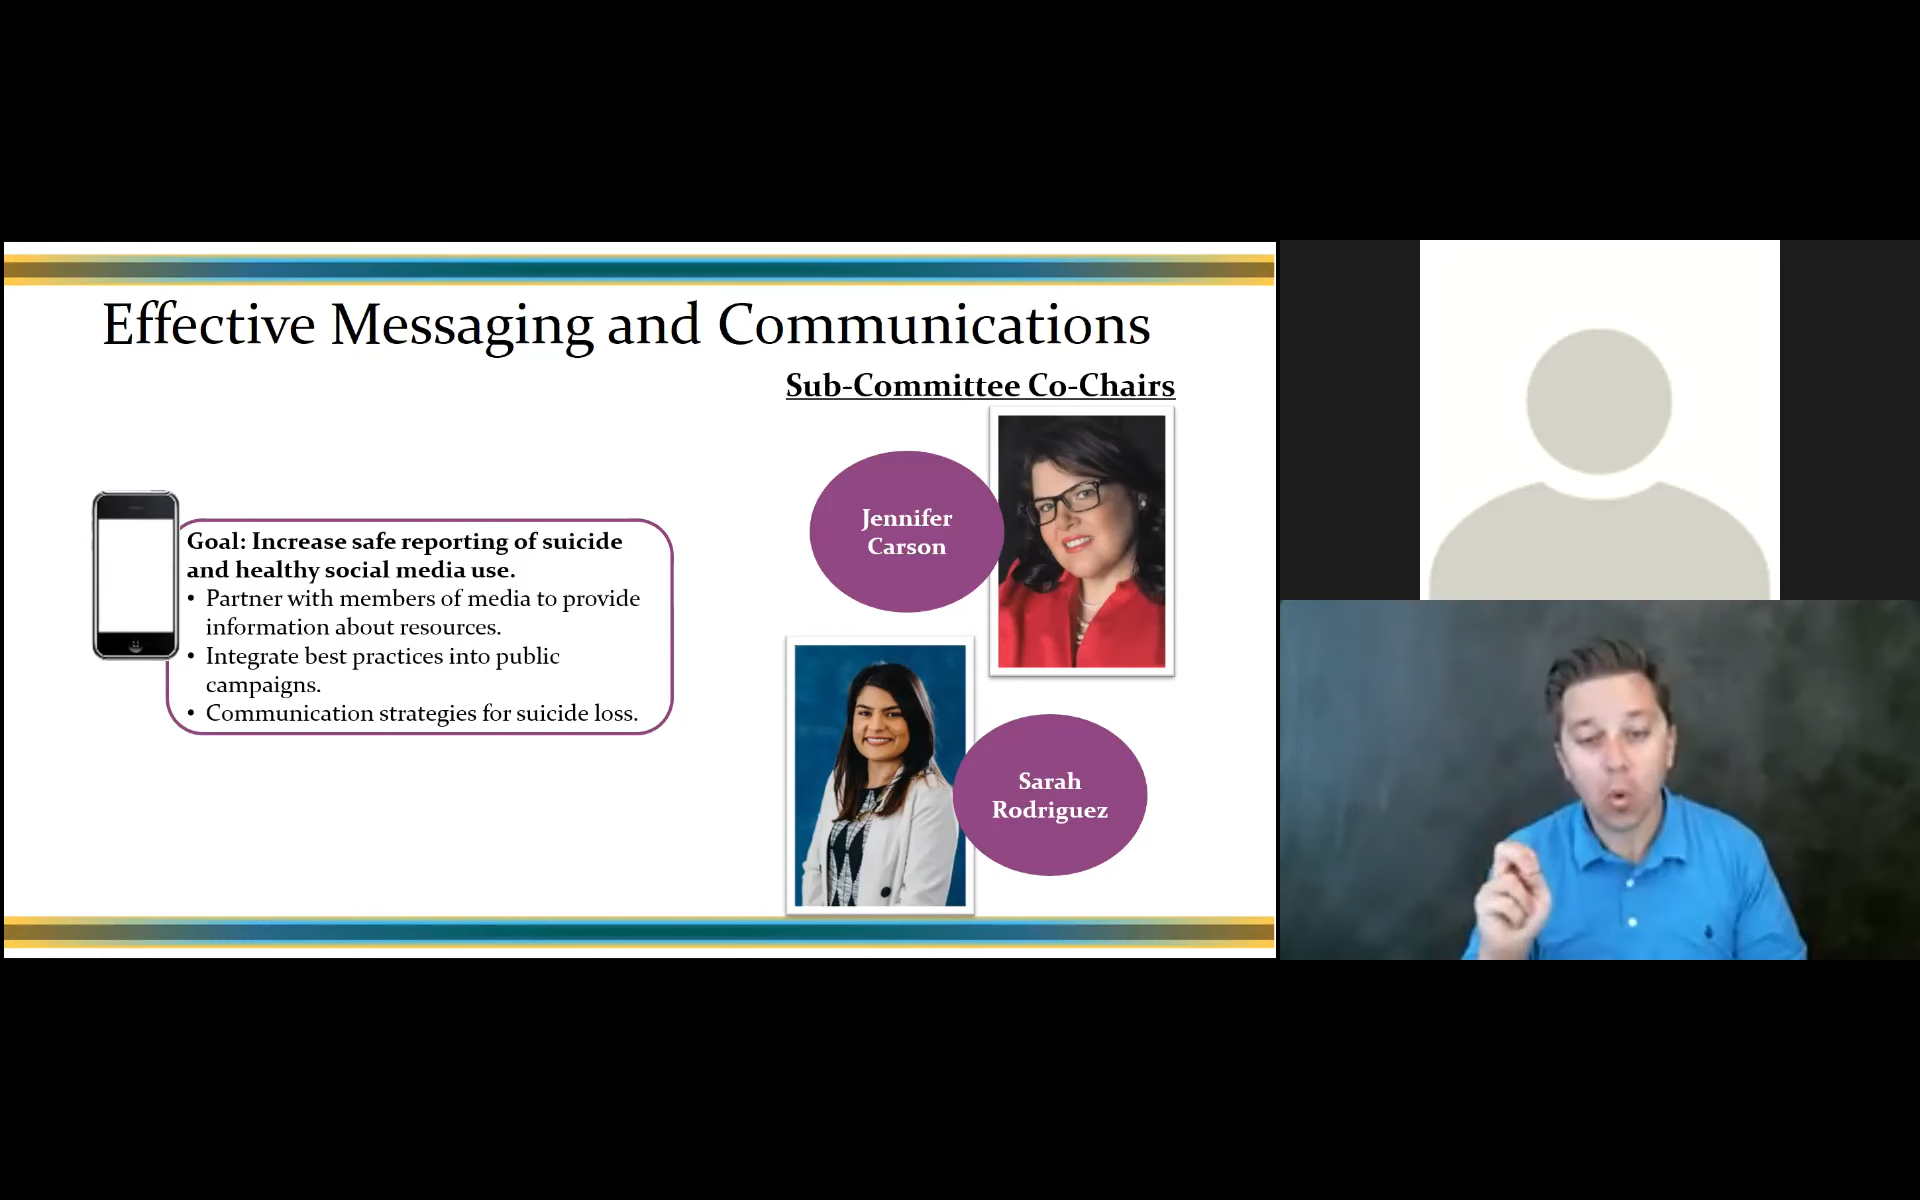 Effective Messaging and Communications
Sub-Committee Co-Chairs
Jennifer
Carson
Goal: Increase safe reporting of suicide
and healthy social media use.
• Partner with members of media to provide
information about resources.
• Integrate best practices into public
campaigns.
• Communication strategies for suicide loss.
Sarah
Rodriguez